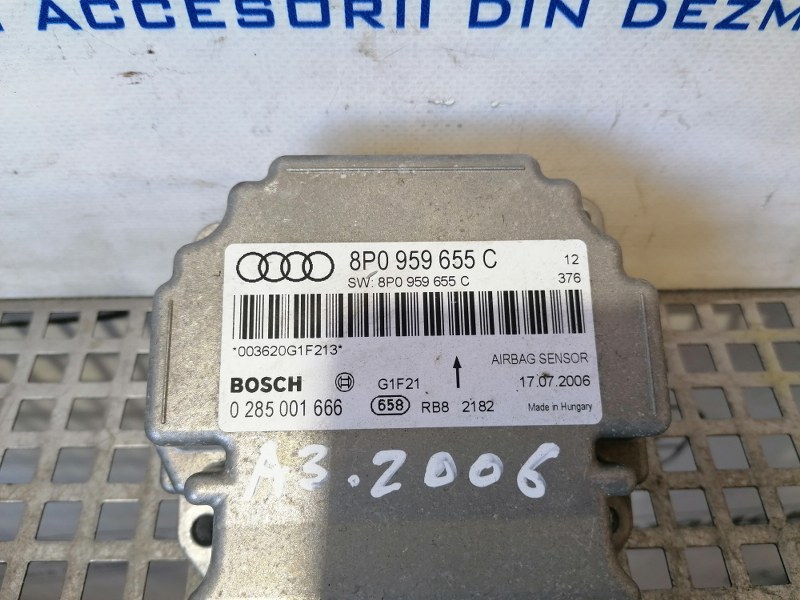 ACCESORII DIN DEZM
8P0 959 655 C
12
SW: 8P0 959 655 C
376
*003620G1F213*
AIRBAG SENSOR
BOSCH
G1F21
17.07.2006
0 285 001 666
658
RB8 2182
Made in Hungary
A3.2006